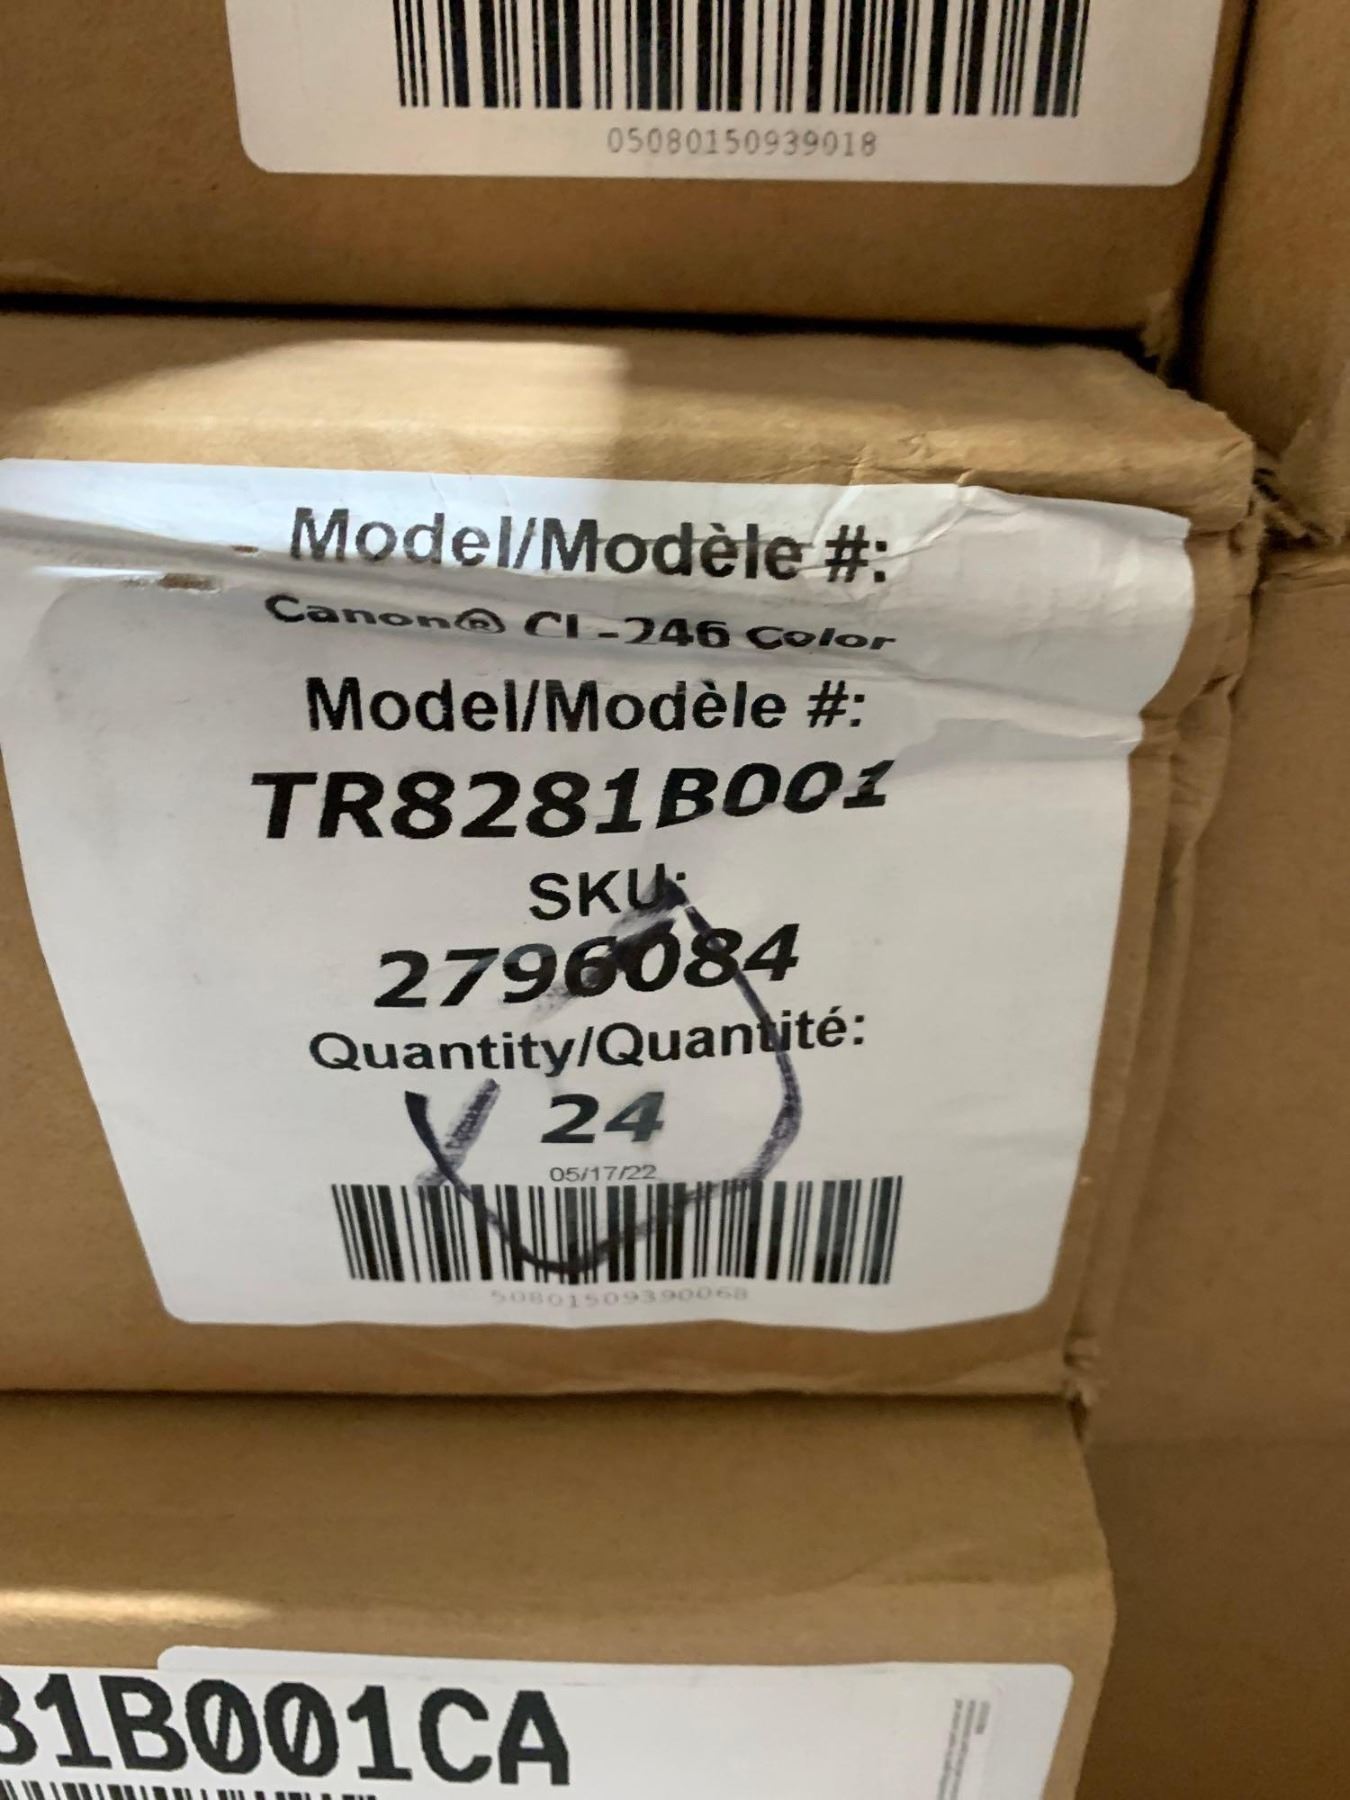 05080150939018
Model/Modèle #:
Canon® CL-246 Color
Model/Modèle #:
TR8281B001
SKU:
2796084
Quantity/Quantité:
24
05/17/22
50801509390068
81B001CA